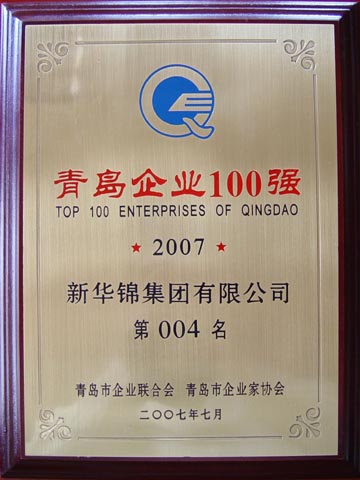 青岛企业100强
TOP 100 ENTERPRISES OF QINGDAO
★ 2007 ★
新华锦集团有限公司
第 004 名
青岛市企业联合会 青岛市企业家协会
二〇〇七年七月